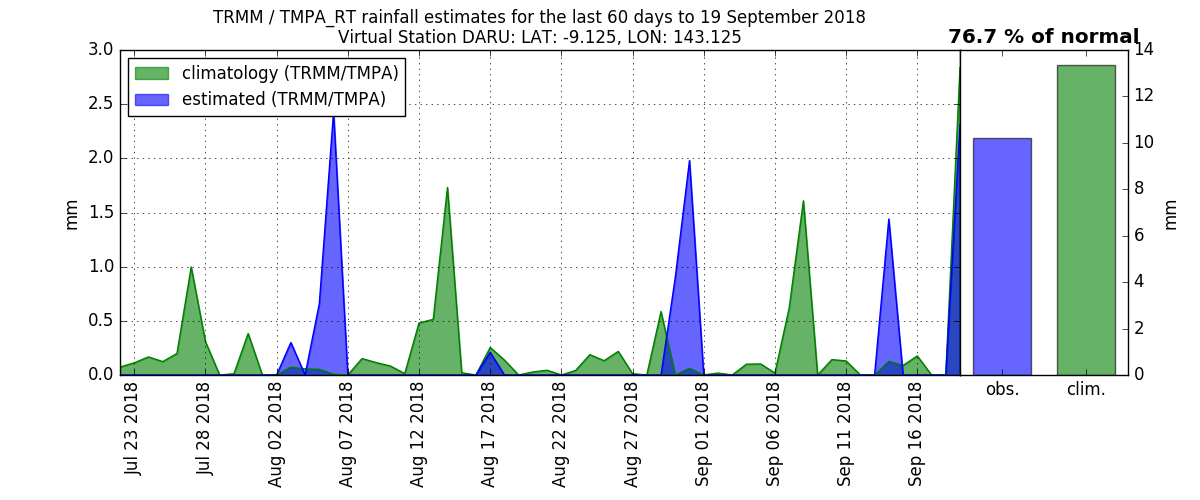 TRMM / TMPA_RT rainfall estimates for the last 60 days to 19 September 2018
Virtual Station DARU: LAT: -9.125, LON: 143.125
76.7 % of normal
climatology (TRMM/TMPA)
estimated (TRMM/TMPA)
mm
3.0
2.5
2.0
1.5
1.0
0.5
0.0
Jul 23 2018
Jul 28 2018
Aug 02 2018
Aug 07 2018
Aug 12 2018
Aug 17 2018
Aug 22 2018
Aug 27 2018
Sep 01 2018
Sep 06 2018
Sep 11 2018
Sep 16 2018
obs.
clim.
14
12
10
8
6
4
2
0
mm